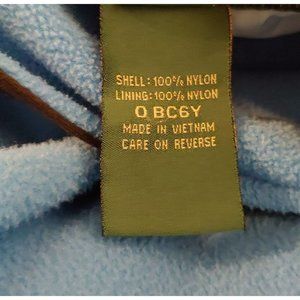 SHELL: 100% NYLON
LINING: 100% NYLON
0 BC6Y
MADE IN VIETNAM
CARE ON REVERSE